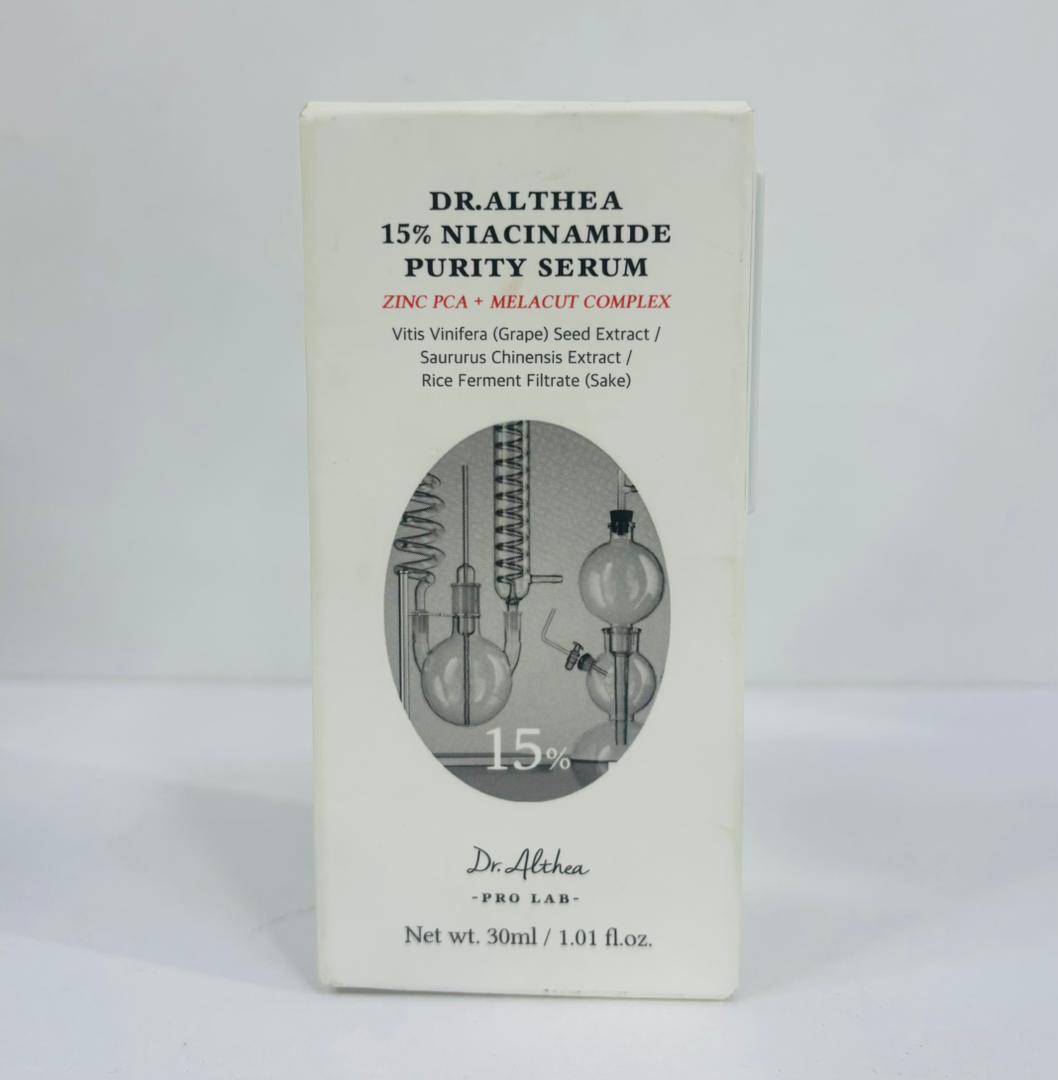 DR.ALTHEA
15% NIACINAMIDE
PURITY SERUM
ZINC PCA + MELACUT COMPLEX
Vitis Vinifera (Grape) Seed Extract /
Saururus Chinensis Extract /
Rice Ferment Filtrate (Sake)
15%
Dr. Althea
-PRO LAB-
Net wt. 30ml / 1.01 fl.oz.